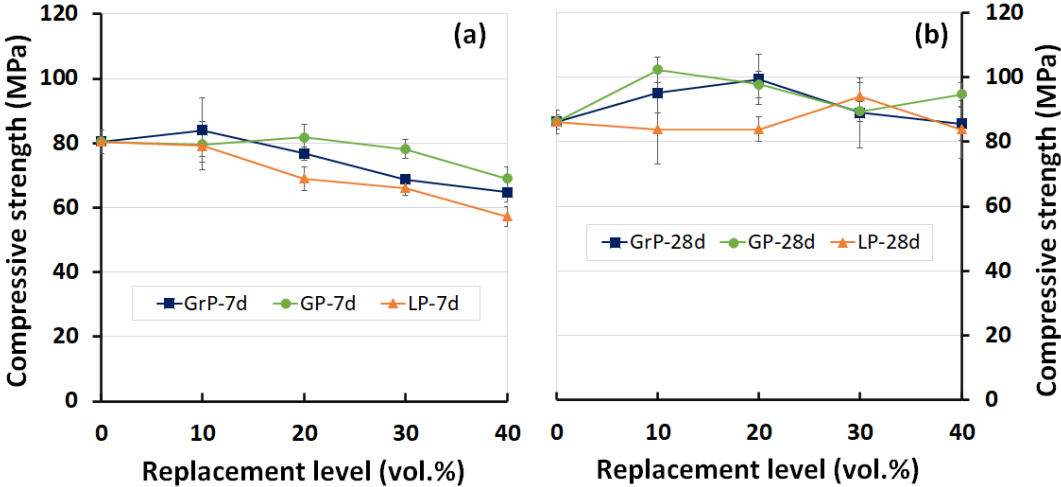 (a)
Compressive strength (MPa)
120
100
80
60
40
20
0
GrP-7d GP-7d LP-7d
0 10 20 30 40
Replacement level (vol.%)
(b)
GrP-28d GP-28d LP-28d
120
100
80
60
40
20
0
Compressive strength (MPa)
0 10 20 30 40
Replacement level (vol.%)